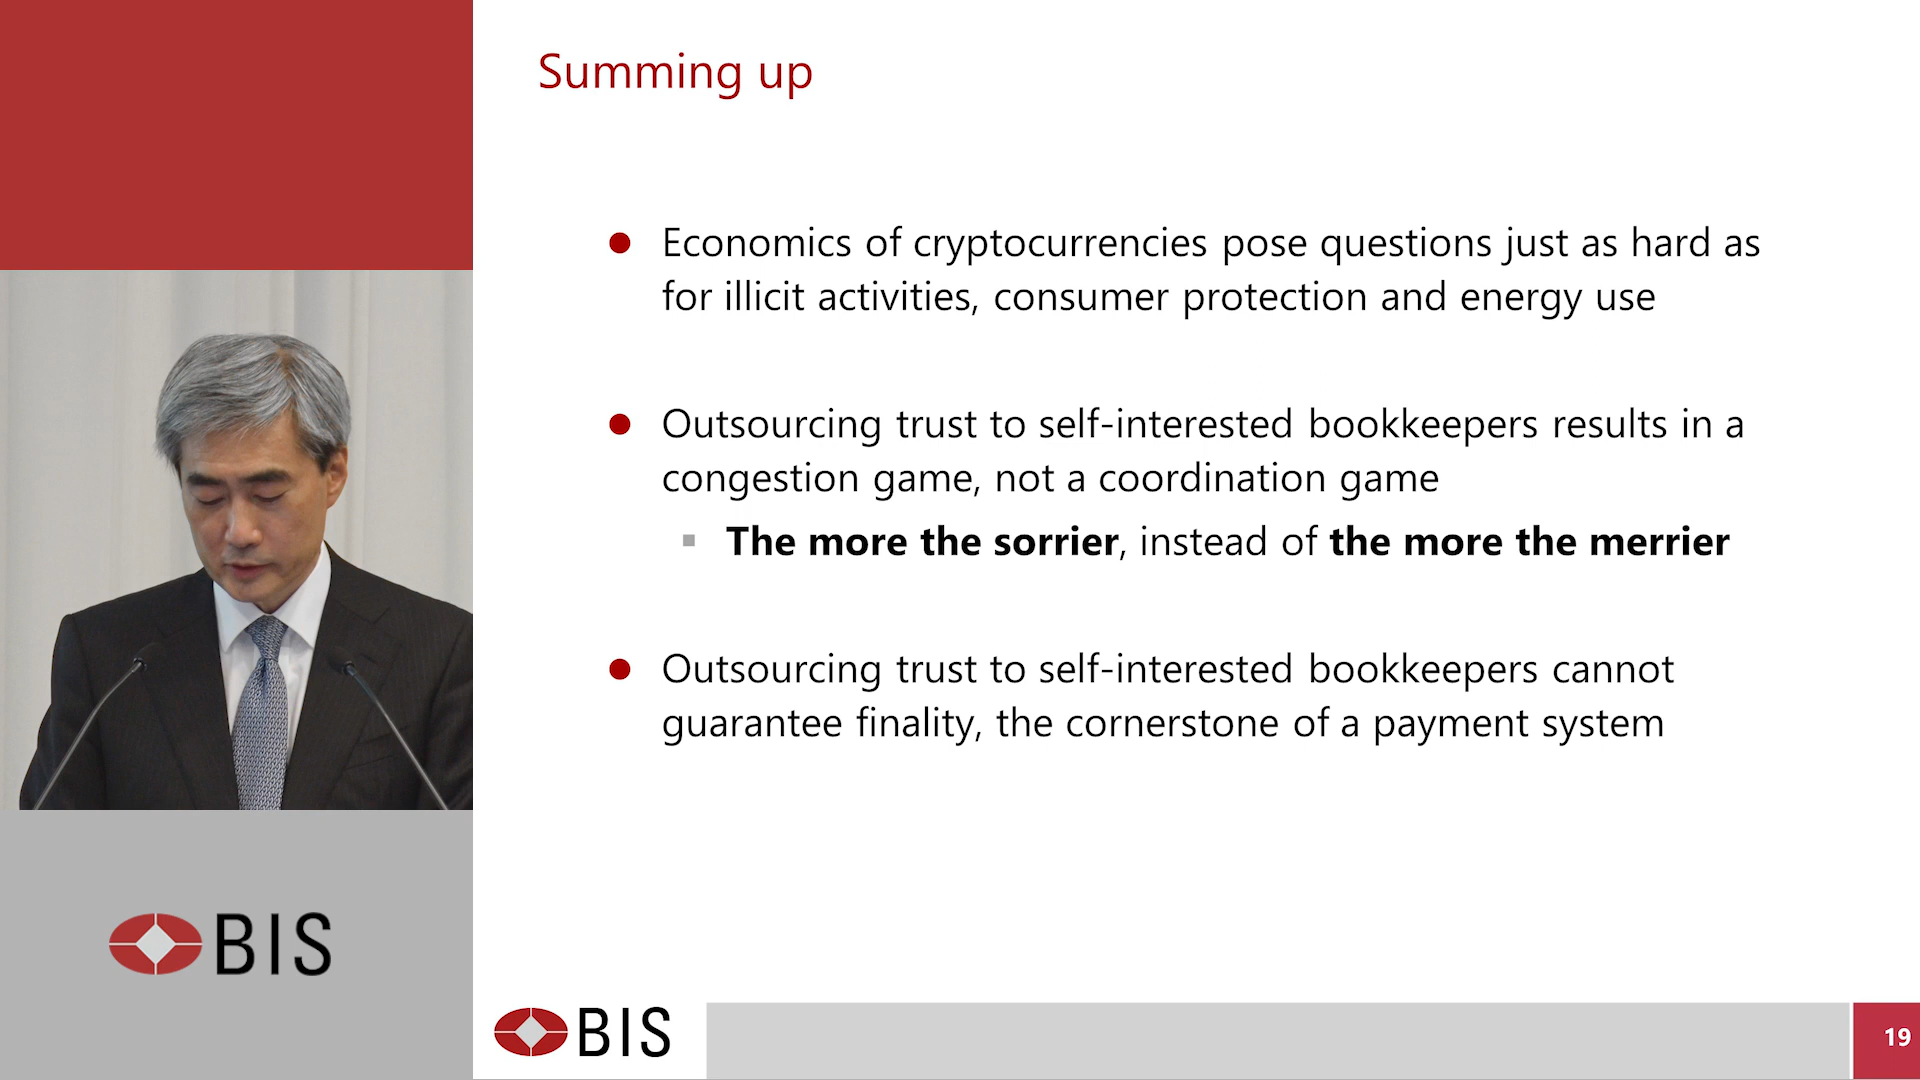 Summing up
Economics of cryptocurrencies pose questions just as hard as
for illicit activities, consumer protection and energy use
Outsourcing trust to self-interested bookkeepers results in a
congestion game, not a coordination game
The more the sorrier, instead of the more the merrier
Outsourcing trust to self-interested bookkeepers cannot
guarantee finality, the cornerstone of a payment system
BIS
BIS
19